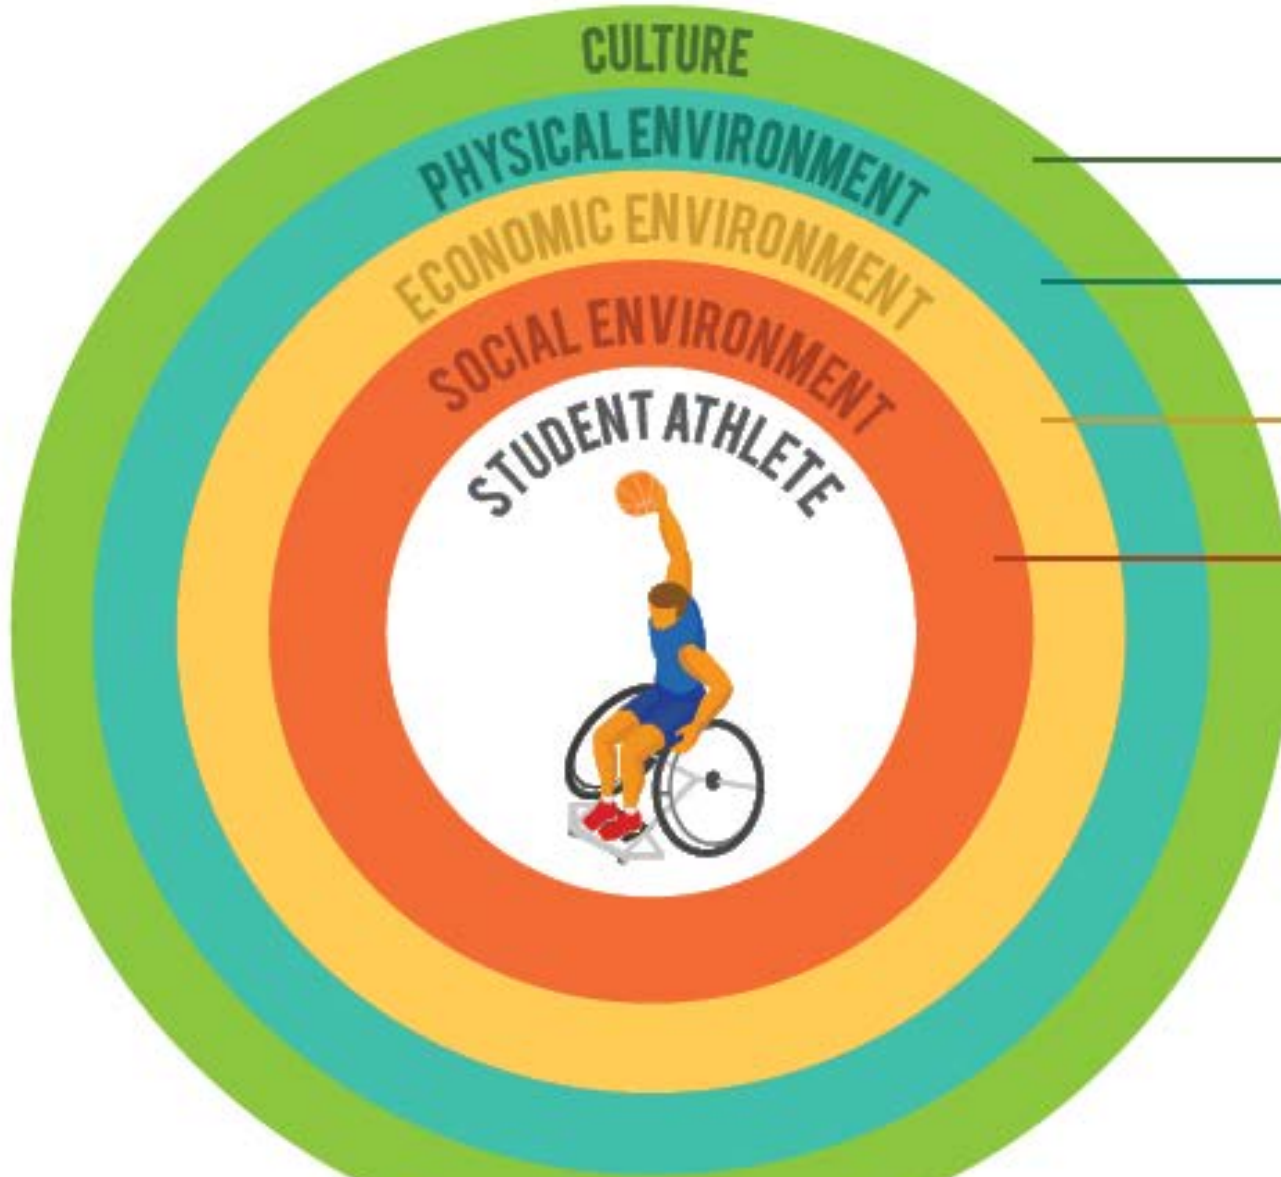 CULTURE
PHYSICAL ENVIRONMENT
ECONOMIC ENVIRONMENT
SOCIAL ENVIRONMENT
STUDENT ATHLETE